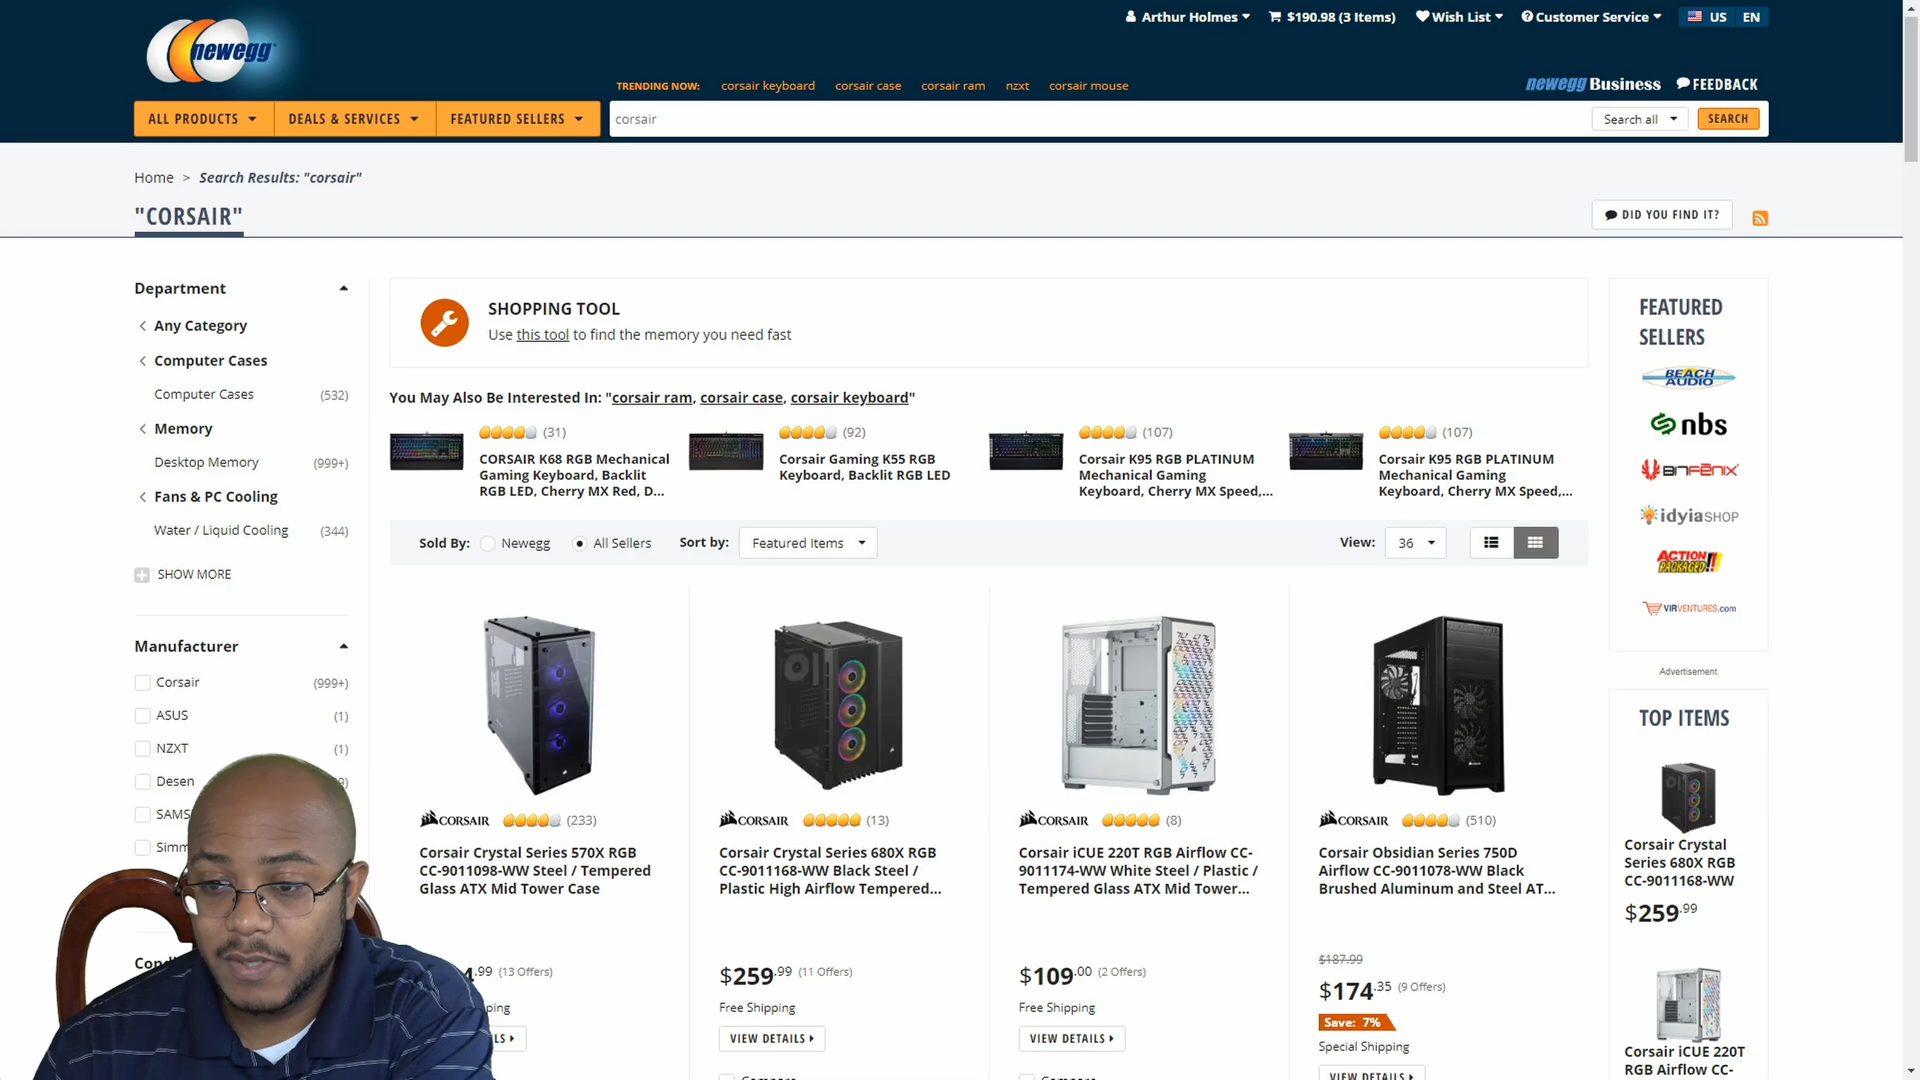 Arthur Holmes
$190.98 (3 Items)
Wish List
Customer Service
US
EN
newegg
TRENDING NOW:
corsair keyboard
corsair case
corsair ram
nzxt
corsair mouse
newegg Business
FEEDBACK
ALL PRODUCTS
DEALS & SERVICES
FEATURED SELLERS
corsair
Search all
SEARCH
Home > Search Results: "corsair"
"CORSAIR"
DID YOU FIND IT?
Department
Any Category
Computer Cases
Computer Cases (532)
Memory
Desktop Memory (999+)
Fans & PC Cooling
Water / Liquid Cooling (344)
SHOW MORE
Manufacturer
Corsair (999+)
ASUS (1)
NZXT (1)
Desen
SAMS
Simm
SHOPPING TOOL
Use this tool to find the memory you need fast
You May Also Be Interested In: "corsair ram, corsair case, corsair keyboard"
(31)
CORSAIR K68 RGB Mechanical
Gaming Keyboard, Backlit
RGB LED, Cherry MX Red, D...
(92)
Corsair Gaming K55 RGB
Keyboard, Backlit RGB LED
(107)
Corsair K95 RGB PLATINUM
Mechanical Gaming
Keyboard, Cherry MX Speed,...
(107)
Corsair K95 RGB PLATINUM
Mechanical Gaming
Keyboard, Cherry MX Speed,...
Sold By:
Newegg
All Sellers
Sort by:
Featured Items
View:
36
CORSAIR (233)
Corsair Crystal Series 570X RGB
CC-9011098-WW Steel / Tempered
Glass ATX Mid Tower Case
.99 (13 Offers)
CORSAIR (13)
Corsair Crystal Series 680X RGB
CC-9011168-WW Black Steel /
Plastic High Airflow Tempered...
$259.99 (11 Offers)
Free Shipping
VIEW DETAILS
CORSAIR (8)
Corsair iCUE 220T RGB Airflow CC-
9011174-WW White Steel / Plastic /
Tempered Glass ATX Mid Tower...
$109.00 (2 Offers)
Free Shipping
VIEW DETAILS
CORSAIR (510)
Corsair Obsidian Series 750D
Airflow CC-9011078-WW Black
Brushed Aluminum and Steel AT...
$187.99
$174.35 (9 Offers)
Save: 7%
Special Shipping
VIEW DETAILS
FEATURED
SELLERS
BEACH
AUDIO
nbs
BITFENIX
idyiaSHOP
ACTION
PACKAGED!!!
VIRVENTURES.com
Advertisement
TOP ITEMS
Corsair Crystal
Series 680X RGB
CC-9011168-WW
$259.99
Corsair iCUE 220T
RGB Airflow CC-